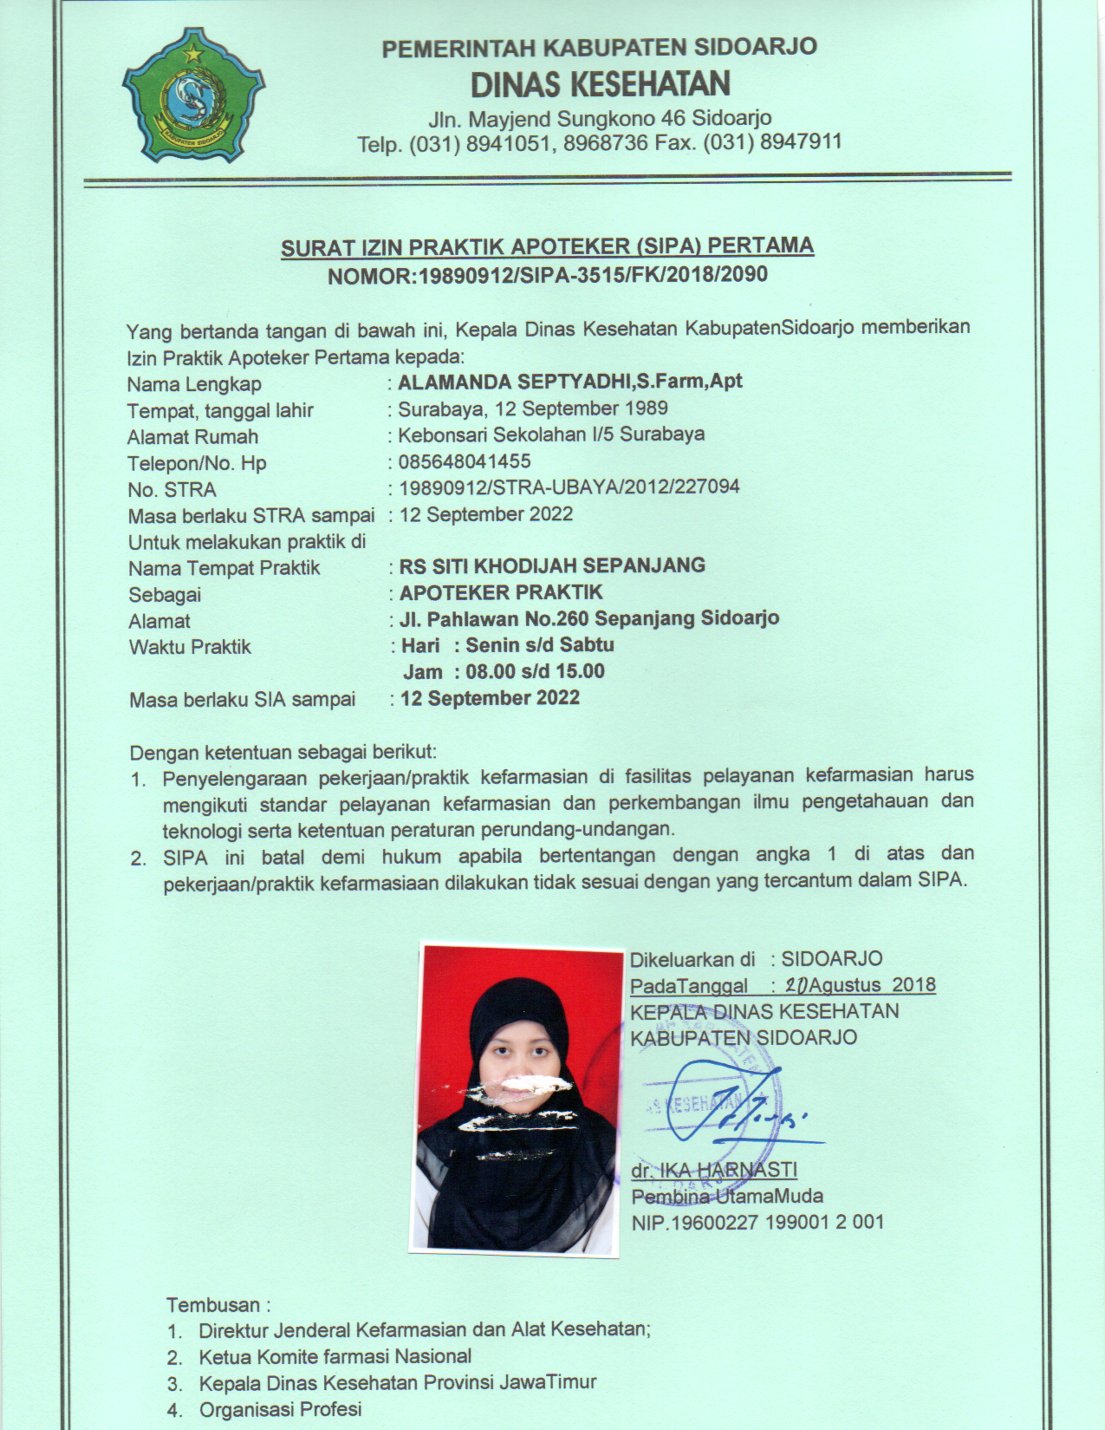 PEMERINTAH KABUPATEN SIDOARJO
DINAS KESEHATAN
Jln. Mayjend Sungkono 46 Sidoarjo
Telp. (031) 8941051, 8968736 Fax. (031) 8947911
KABUPATEN SIDOARJO
SURAT IZIN PRAKTIK APOTEKER (SIPA) PERTAMA
NOMOR:19890912/SIPA-3515/FK/2018/2090
Yang bertanda tangan di bawah ini, Kepala Dinas Kesehatan KabupatenSidoarjo memberikan
Izin Praktik Apoteker Pertama kepada:
Nama Lengkap : ALAMANDA SEPTYADHI,S.Farm,Apt
Tempat, tanggal lahir : Surabaya, 12 September 1989
Alamat Rumah : Kebonsari Sekolahan I/5 Surabaya
Telepon/No. Hp : 085648041455
No. STRA : 19890912/STRA-UBAYA/2012/227094
Masa berlaku STRA sampai : 12 September 2022
Untuk melakukan praktik di
Nama Tempat Praktik : RS SITI KHODIJAH SEPANJANG
Sebagai : APOTEKER PRAKTIK
Alamat : Jl. Pahlawan No.260 Sepanjang Sidoarjo
Waktu Praktik : Hari : Senin s/d Sabtu
Jam : 08.00 s/d 15.00
Masa berlaku SIA sampai : 12 September 2022
Dengan ketentuan sebagai berikut:
1. Penyelengaraan pekerjaan/praktik kefarmasian di fasilitas pelayanan kefarmasian harus
mengikuti standar pelayanan kefarmasian dan perkembangan ilmu pengetahauan dan
teknologi serta ketentuan peraturan perundang-undangan.
2. SIPA ini batal demi hukum apabila bertentangan dengan angka 1 di atas dan
pekerjaan/praktik kefarmasiaan dilakukan tidak sesuai dengan yang tercantum dalam SIPA.
Dikeluarkan di : SIDOARJO
PadaTanggal : 20 Agustus 2018
KEPALA DINAS KESEHATAN
KABUPATEN SIDOARJO
KESEHATAN
dr. IKA HARNASTI
Pembina UtamaMuda
NIP.19600227 199001 2 001
Tembusan :
1. Direktur Jenderal Kefarmasian dan Alat Kesehatan;
2. Ketua Komite farmasi Nasional
3. Kepala Dinas Kesehatan Provinsi JawaTimur
4. Organisasi Profesi